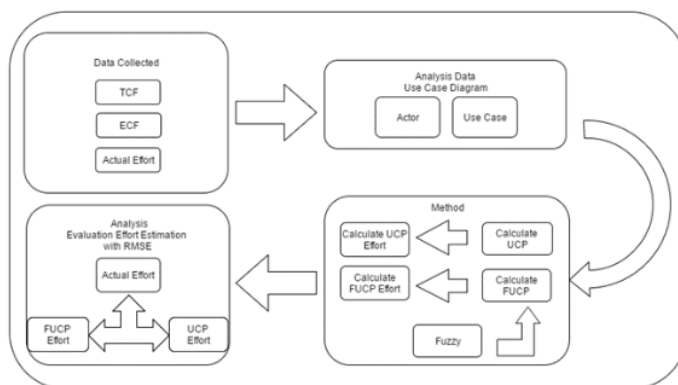 Data Collected
TCF
ECF
Actual Effort
Analysis Data
Use Case Diagram
Actor
Use Case
Method
Calculate UCP
Effort
Calculate
UCP
Calculate
FUCP Effort
Calculate
FUCP
Fuzzy
Analysis
Evaluation Effort Estimation
with RMSE
Actual Effort
FUCP
Effort
UCP
Effort